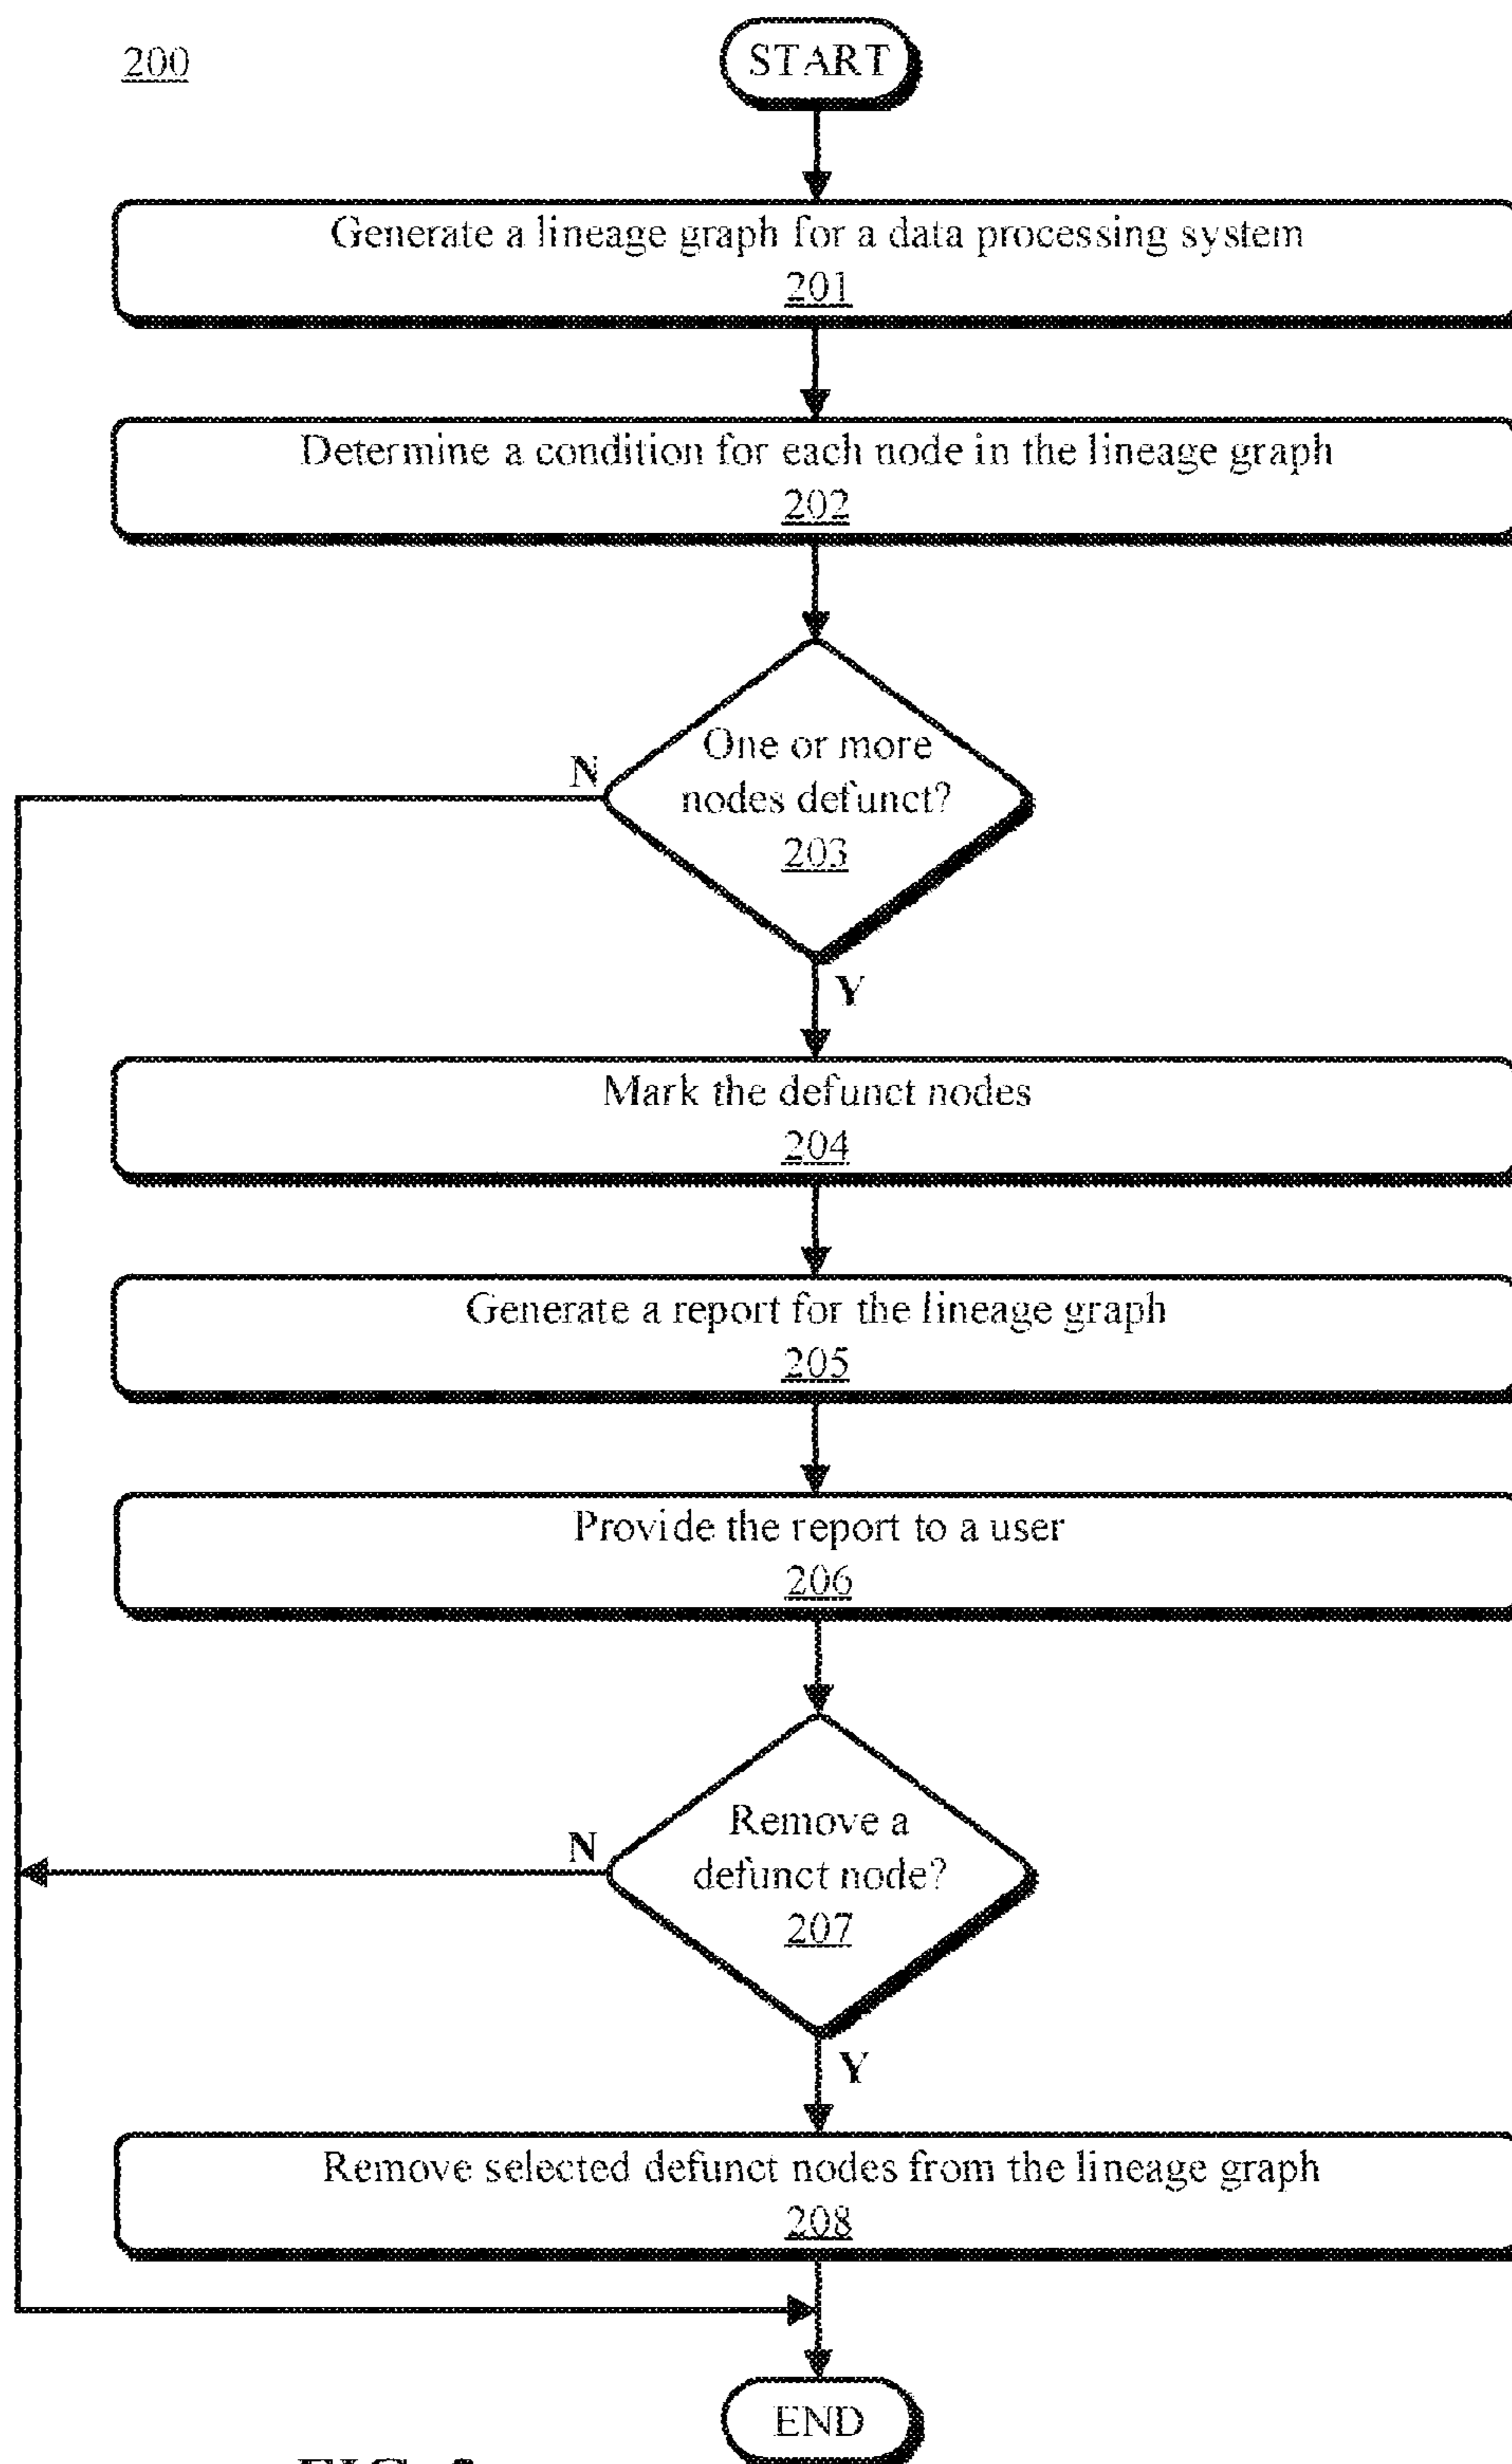 200
START
Generate a lineage graph for a data processing system
201
Determine a condition for each node in the lineage graph
202
One or more
nodes defunct?
203
N
Y
Mark the defunct nodes
204
Generate a report for the lineage graph
205
Provide the report to a user
206
Remove a
defunct node?
207
N
Y
Remove selected defunct nodes from the lineage graph
208
END